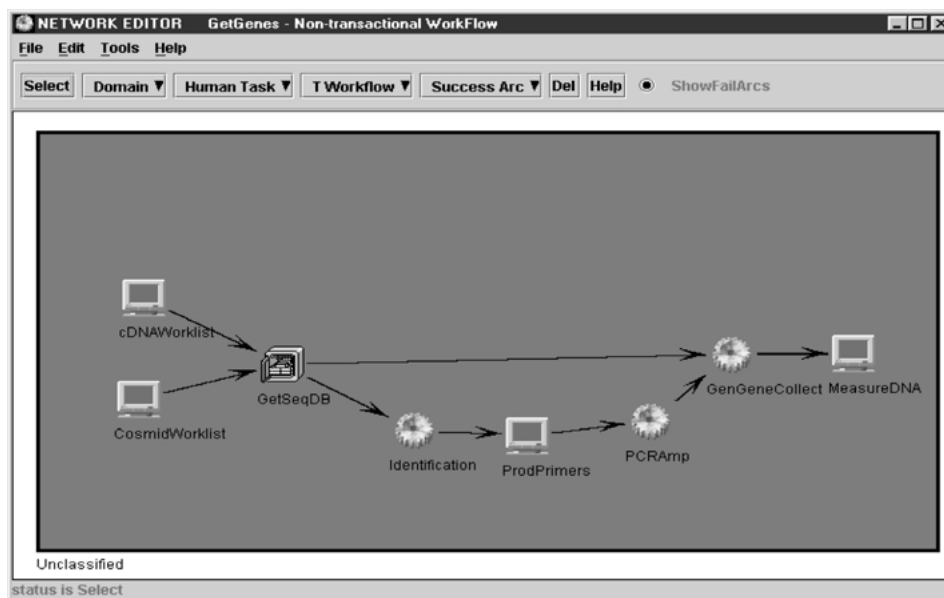 NETWORK EDITOR GetGenes - Non-transactional WorkFlow
File Edit Tools Help
Select Domain Human Task T Workflow Success Arc Del Help ShowFailArcs
cDNAWorklist
GetSeqDB
GenGeneCollect MeasureDNA
CosmidWorklist
Identification
ProdPrimers
PCRAmp
Unclassified
status is Select